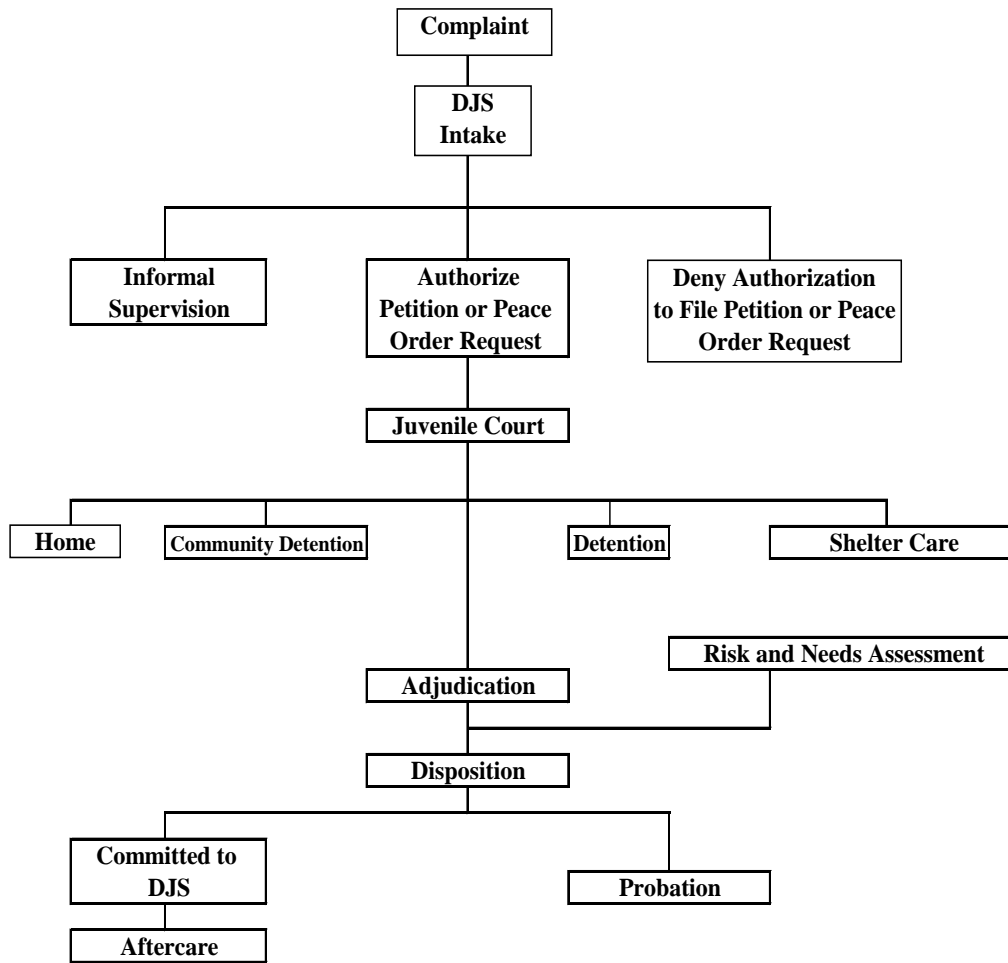 Complaint
DJS
Intake
Informal
Supervision
Authorize
Petition or Peace
Order Request
Deny Authorization
to File Petition or Peace
Order Request
Juvenile Court
Home
Community Detention
Detention
Shelter Care
Risk and Needs Assessment
Adjudication
Disposition
Committed to
DJS
Probation
Aftercare